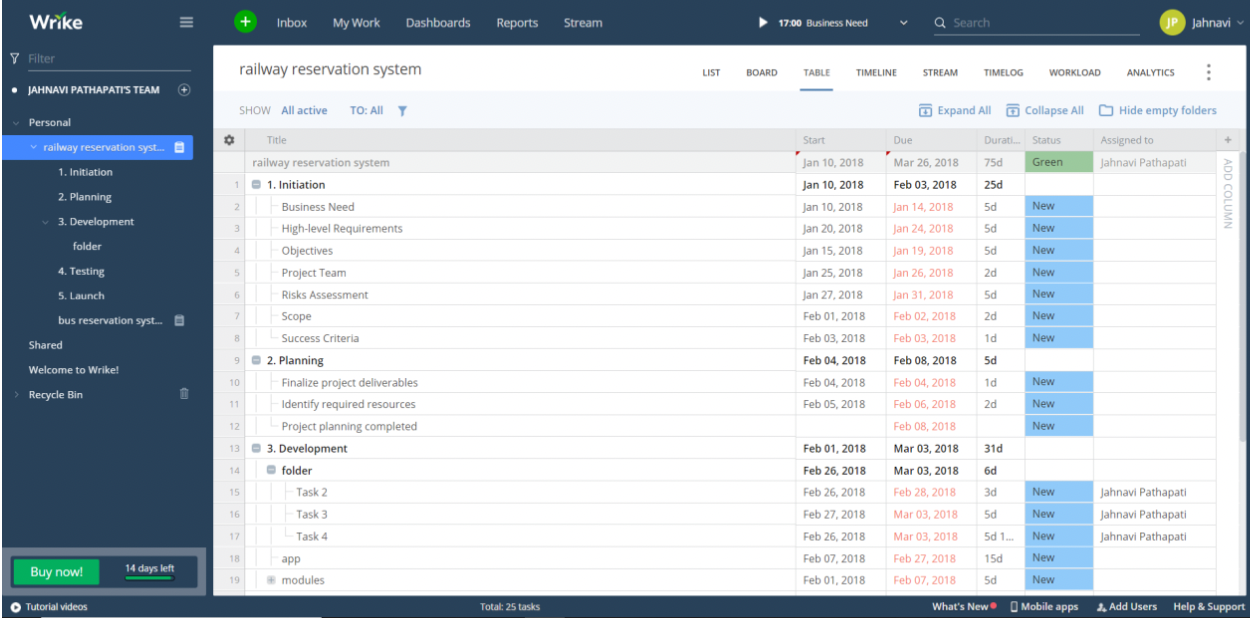 Wrike Inbox My Work Dashboards Reports Stream 17:00 Business Need Search JP Jahnavi
Filter
JAHNAVI PATHAPATI'S TEAM
Personal
railway reservation syst...
1. Initiation
2. Planning
3. Development
folder
4. Testing
5. Launch
bus reservation syst...
Shared
Welcome to Wrike!
Recycle Bin
Buy now! 14 days left
railway reservation system LIST BOARD TABLE TIMELINE STREAM TIMELOG WORKLOAD ANALYTICS
SHOW All active TO: All Expand All Collapse All Hide empty folders
Title Start Due Durati... Status Assigned to +
railway reservation system Jan 10, 2018 Mar 26, 2018 75d Green Jahnavi Pathapati
ADD COLUMN
1 1. Initiation Jan 10, 2018 Feb 03, 2018 25d
2 Business Need Jan 10, 2018 Jan 14, 2018 5d New
3 High-level Requirements Jan 20, 2018 Jan 24, 2018 5d New
4 Objectives Jan 15, 2018 Jan 19, 2018 5d New
5 Project Team Jan 25, 2018 Jan 26, 2018 2d New
6 Risks Assessment Jan 27, 2018 Jan 31, 2018 5d New
7 Scope Feb 01, 2018 Feb 02, 2018 2d New
8 Success Criteria Feb 03, 2018 Feb 03, 2018 1d New
9 2. Planning Feb 04, 2018 Feb 08, 2018 5d
10 Finalize project deliverables Feb 04, 2018 Feb 04, 2018 1d New
11 Identify required resources Feb 05, 2018 Feb 06, 2018 2d New
12 Project planning completed Feb 08, 2018 New
13 3. Development Feb 01, 2018 Mar 03, 2018 31d
14 folder Feb 26, 2018 Mar 03, 2018 6d
15 Task 2 Feb 26, 2018 Feb 28, 2018 3d New Jahnavi Pathapati
16 Task 3 Feb 27, 2018 Mar 03, 2018 5d New Jahnavi Pathapati
17 Task 4 Feb 26, 2018 Mar 03, 2018 5d 1... New Jahnavi Pathapati
18 app Feb 07, 2018 Feb 27, 2018 15d New
19 modules Feb 01, 2018 Feb 07, 2018 5d New
Tutorial videos Total: 25 tasks What's New Mobile apps Add Users Help & Support